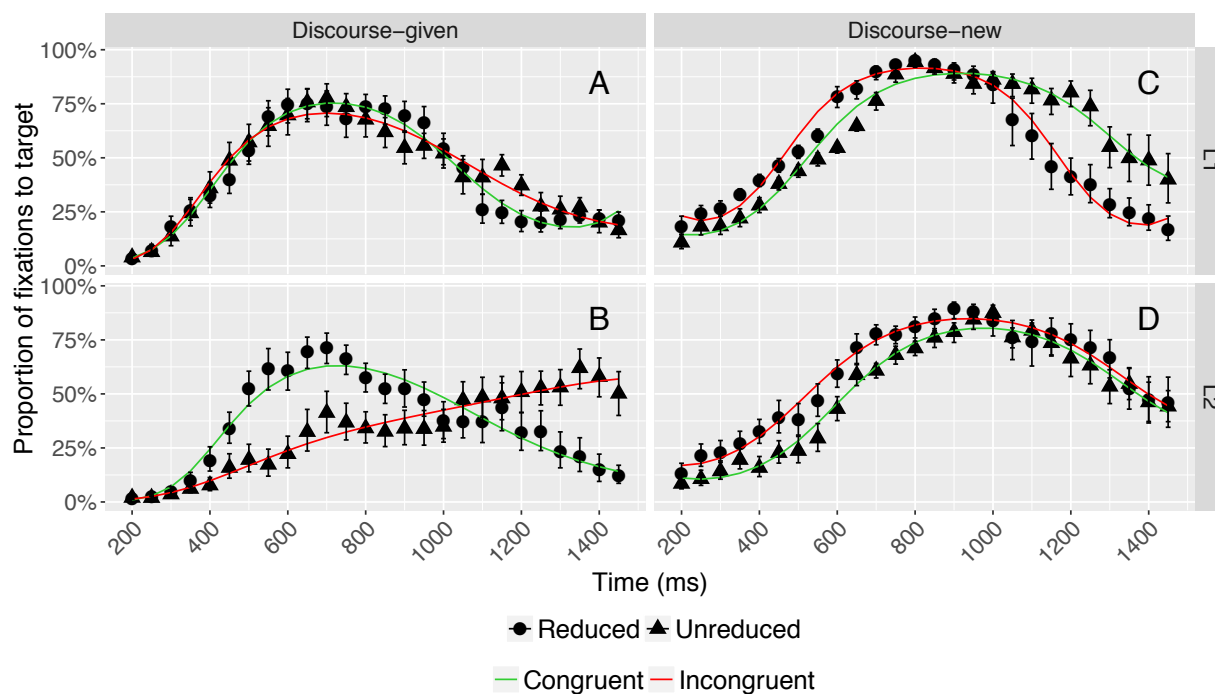 Discourse−given
Discourse−new
100%
75%
50%
25%
0%
A
C
L1
100%
75%
50%
25%
0%
B
D
L2
Proportion of fixations to target
200
400
600
800
1000
1200
1400
200
400
600
800
1000
1200
1400
Time (ms)
Reduced
Unreduced
Congruent
Incongruent